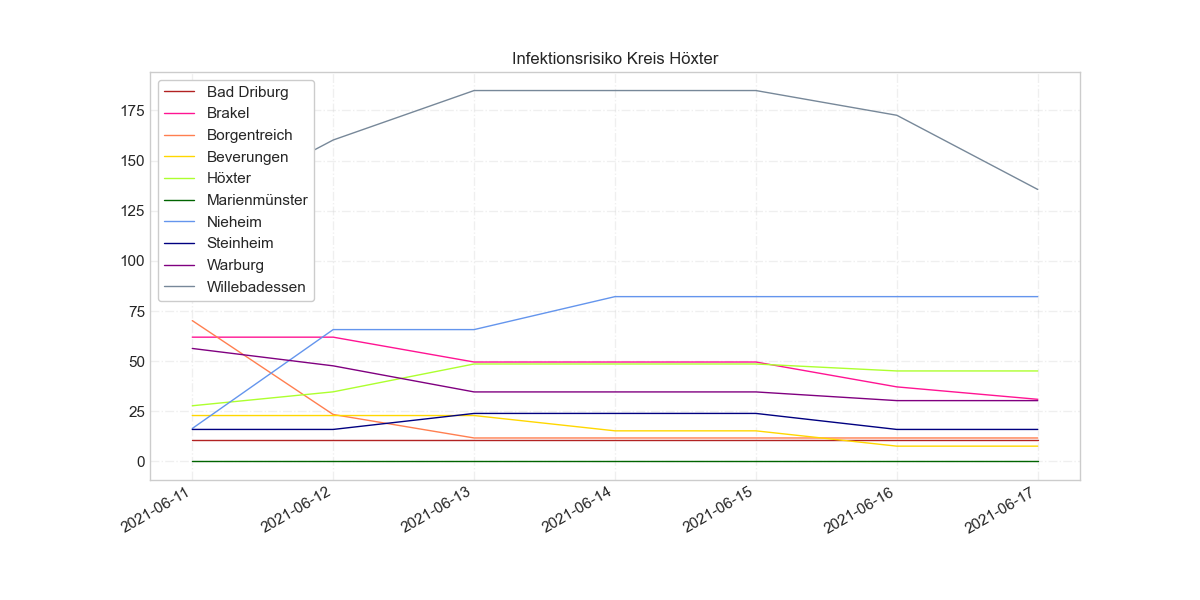 Infektionsrisiko Kreis Höxter
Bad Driburg
Brakel
Borgentreich
Beverungen
Höxter
Marienmünster
Nieheim
Steinheim
Warburg
Willebadessen
175
150
125
100
75
50
25
0
2021-06-11
2021-06-12
2021-06-13
2021-06-14
2021-06-15
2021-06-16
2021-06-17